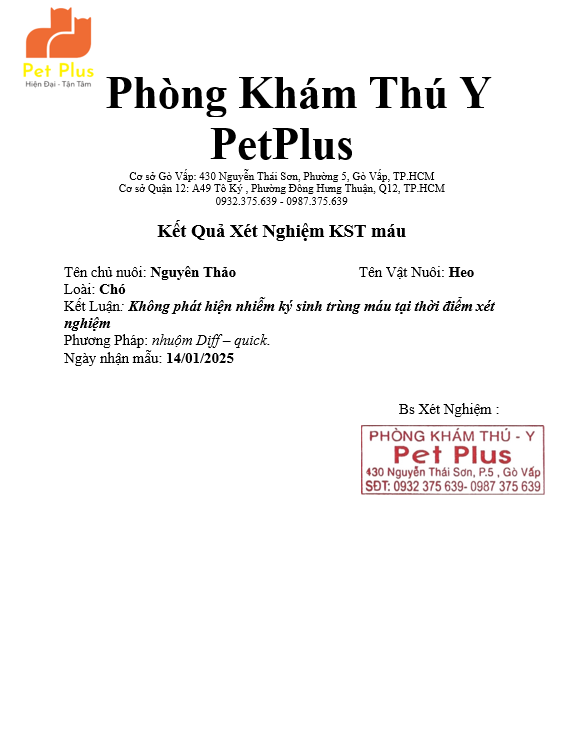 Pet Plus
Hiện Đại - Tận Tâm
Phòng Khám Thú Y
PetPlus
Cơ sở Gò Vấp: 430 Nguyễn Thái Sơn, Phường 5, Gò Vấp, TP.HCM
Cơ sở Quận 12: A49 Tô Ký , Phường Đông Hưng Thuận, Q12, TP.HCM
0932.375.639 - 0987.375.639
Kết Quả Xét Nghiệm KST máu
Tên chủ nuôi: Nguyên Thảo Tên Vật Nuôi: Heo
Loài: Chó
Kết Luận: Không phát hiện nhiễm ký sinh trùng máu tại thời điểm xét
nghiệm
Phương Pháp: nhuộm Diff – quick.
Ngày nhận mẫu: 14/01/2025
Bs Xét Nghiệm :
PHÒNG KHÁM THÚ - Y
Pet Plus
430 Nguyễn Thái Sơn, P.5 , Gò Vấp
SĐT: 0932 375 639- 0987 375 639